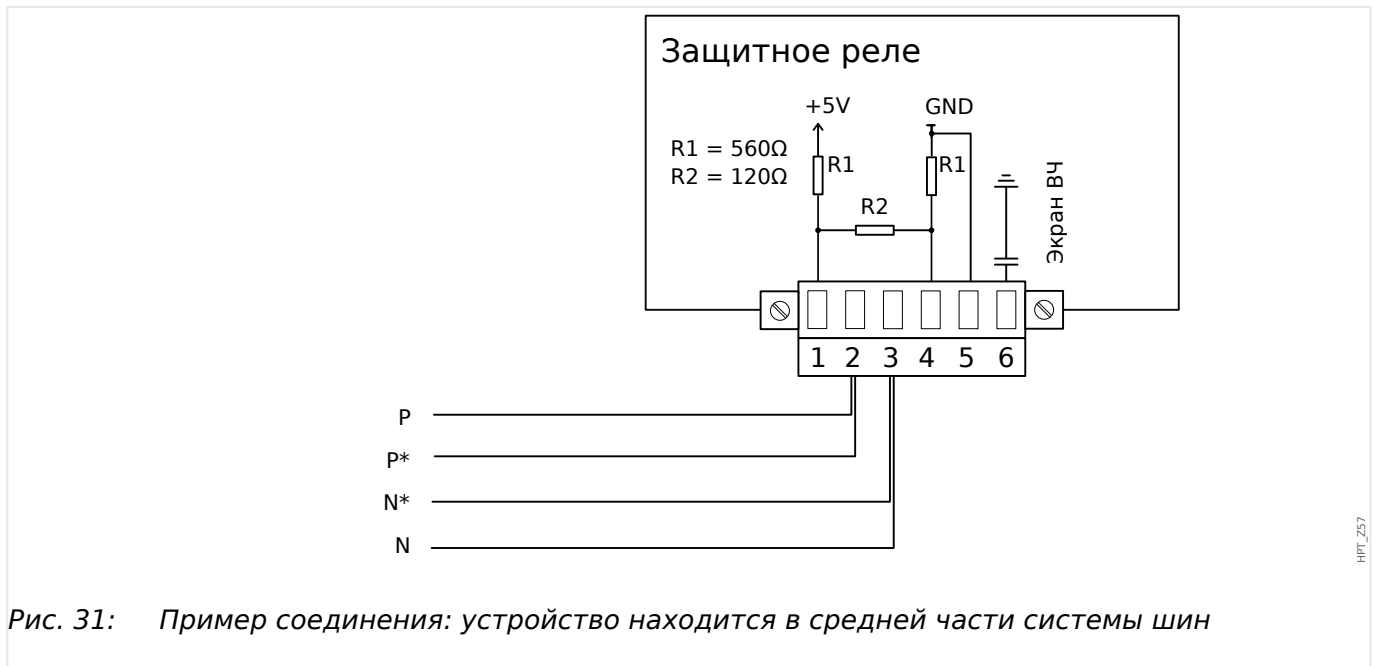 Защитное реле
+5V
GND
R1 = 560Ω
R2 = 120Ω
R1
R1
R2
Экран ВЧ
1 2 3 4 5 6
P
P*
N*
N
HPT_Z57
Рис. 31: Пример соединения: устройство находится в средней части системы шин